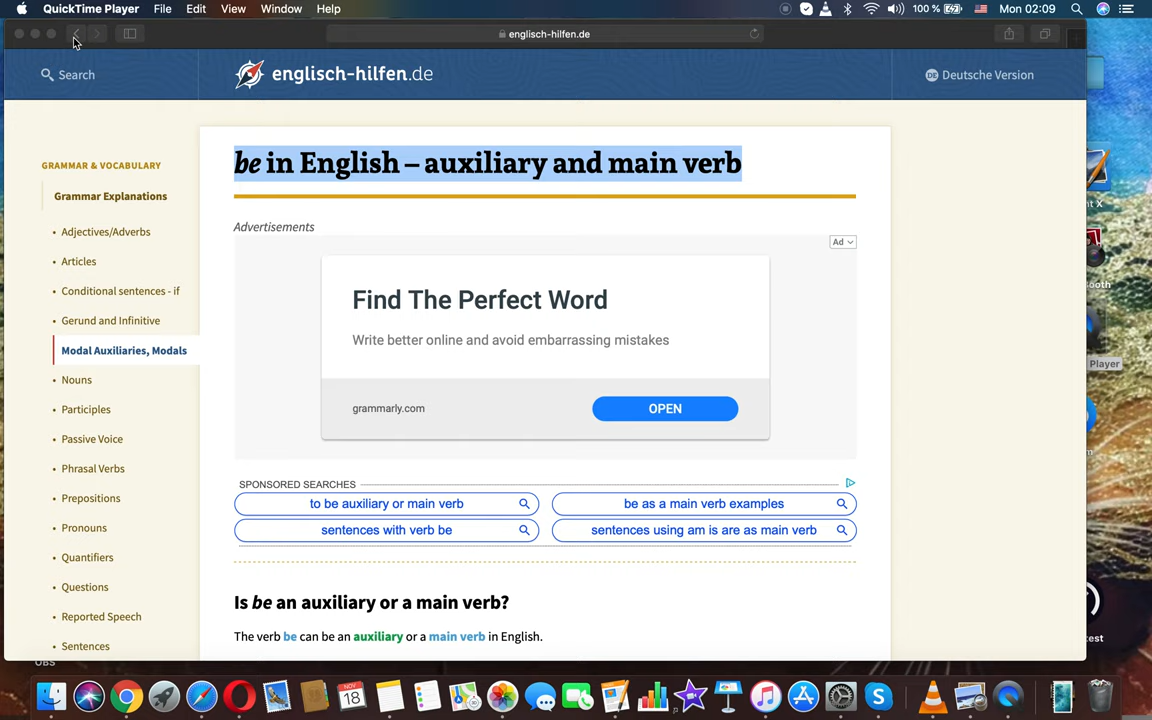 QuickTime Player File Edit View Window Help
100 % Mon 02:09
englisch-hilfen.de
Search
englisch-hilfen.de
DE Deutsche Version
GRAMMAR & VOCABULARY
Grammar Explanations
Adjectives/Adverbs
Articles
Conditional sentences - if
Gerund and Infinitive
Modal Auxiliaries, Modals
Nouns
Participles
Passive Voice
Phrasal Verbs
Prepositions
Pronouns
Quantifiers
Questions
Reported Speech
Sentences
be in English – auxiliary and main verb
Advertisements
Ad
Find The Perfect Word
Write better online and avoid embarrassing mistakes
grammarly.com
OPEN
SPONSORED SEARCHES
to be auxiliary or main verb
be as a main verb examples
sentences with verb be
sentences using am is are as main verb
Is be an auxiliary or a main verb?
The verb be can be an auxiliary or a main verb in English.
Player
OBS
NOV
18